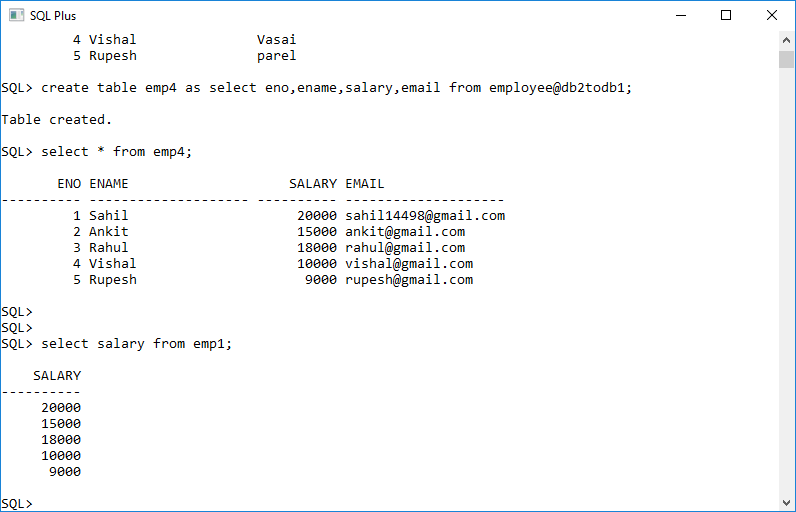 SQL Plus
4 Vishal Vasai
5 Rupesh parel
SQL> create table emp4 as select eno,ename,salary,email from employee@db2todb1;
Table created.
SQL> select * from emp4;
ENO ENAME SALARY EMAIL
---------- -------------------- ---------- --------------------
1 Sahil 20000 sahil14498@gmail.com
2 Ankit 15000 ankit@gmail.com
3 Rahul 18000 rahul@gmail.com
4 Vishal 10000 vishal@gmail.com
5 Rupesh 9000 rupesh@gmail.com
SQL>
SQL>
SQL> select salary from emp1;
SALARY
----------
20000
15000
18000
10000
9000
SQL>